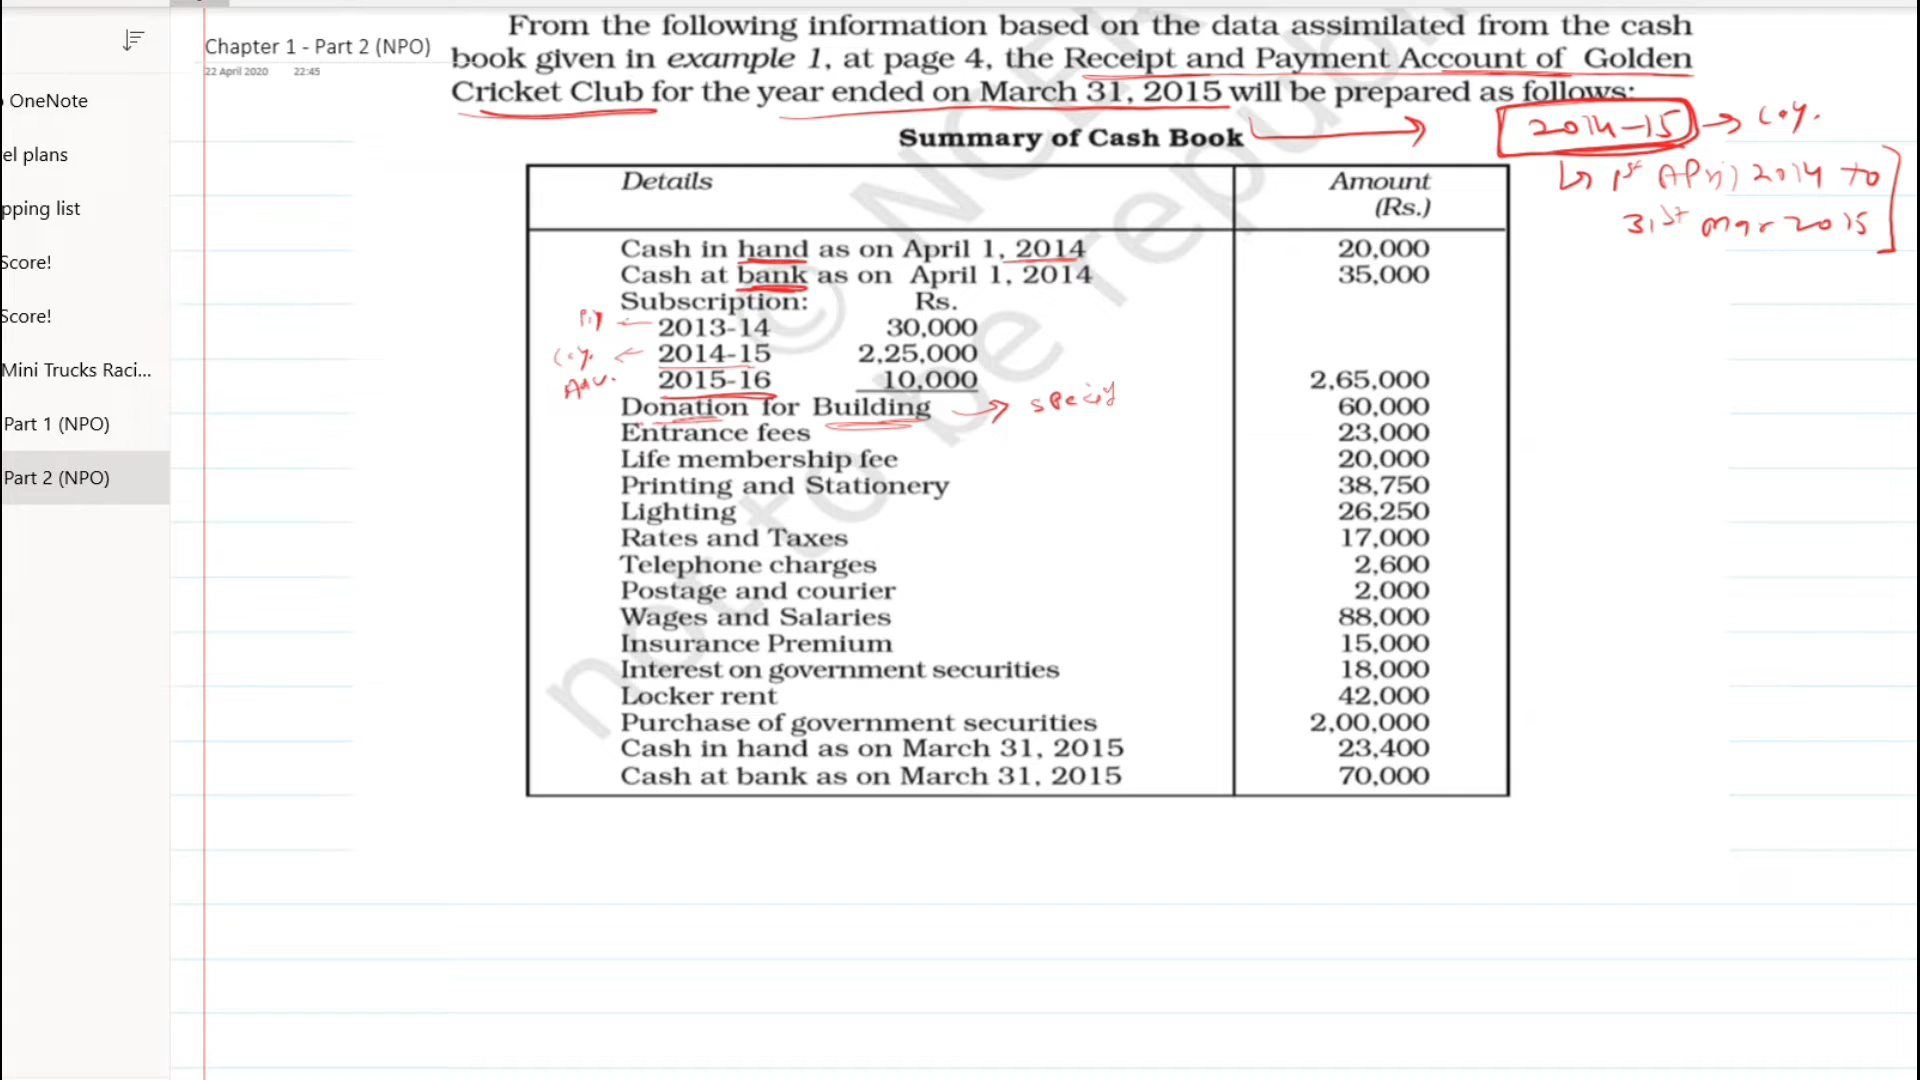 Chapter 1 - Part 2 (NPO)
22 April 2020 22:45
OneNote
el plans
pping list
Score!
Score!
Mini Trucks Raci...
Part 1 (NPO)
Part 2 (NPO)
From the following information based on the data assimilated from the cash
book given in example 1, at page 4, the Receipt and Payment Account of Golden
Cricket Club for the year ended on March 31, 2015 will be prepared as follows:
2014-15 → c.y.
↳ 1st April 2014 to
31st mar 2015
Summary of Cash Book
Details Amount
(Rs.)
Cash in hand as on April 1, 2014 20,000
Cash at bank as on April 1, 2014 35,000
Subscription: Rs.
2013-14 30,000
c.y. ← 2014-15 2,25,000
Adv. 2015-16 10,000 2,65,000
Donation for Building → specif 60,000
Entrance fees 23,000
Life membership fee 20,000
Printing and Stationery 38,750
Lighting 26,250
Rates and Taxes 17,000
Telephone charges 2,600
Postage and courier 2,000
Wages and Salaries 88,000
Insurance Premium 15,000
Interest on government securities 18,000
Locker rent 42,000
Purchase of government securities 2,00,000
Cash in hand as on March 31, 2015 23,400
Cash at bank as on March 31, 2015 70,000
© NCER
not to be republi